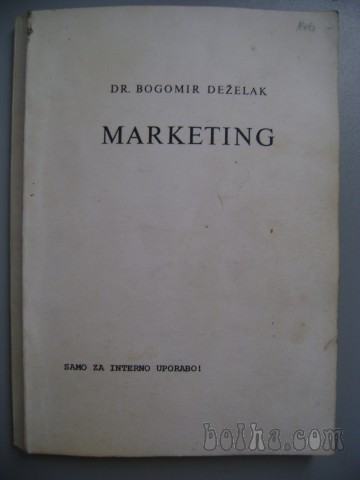 DR. BOGOMIR DEŽELAK
MARKETING
SAMO ZA INTERNO UPORABO!
bolha.com